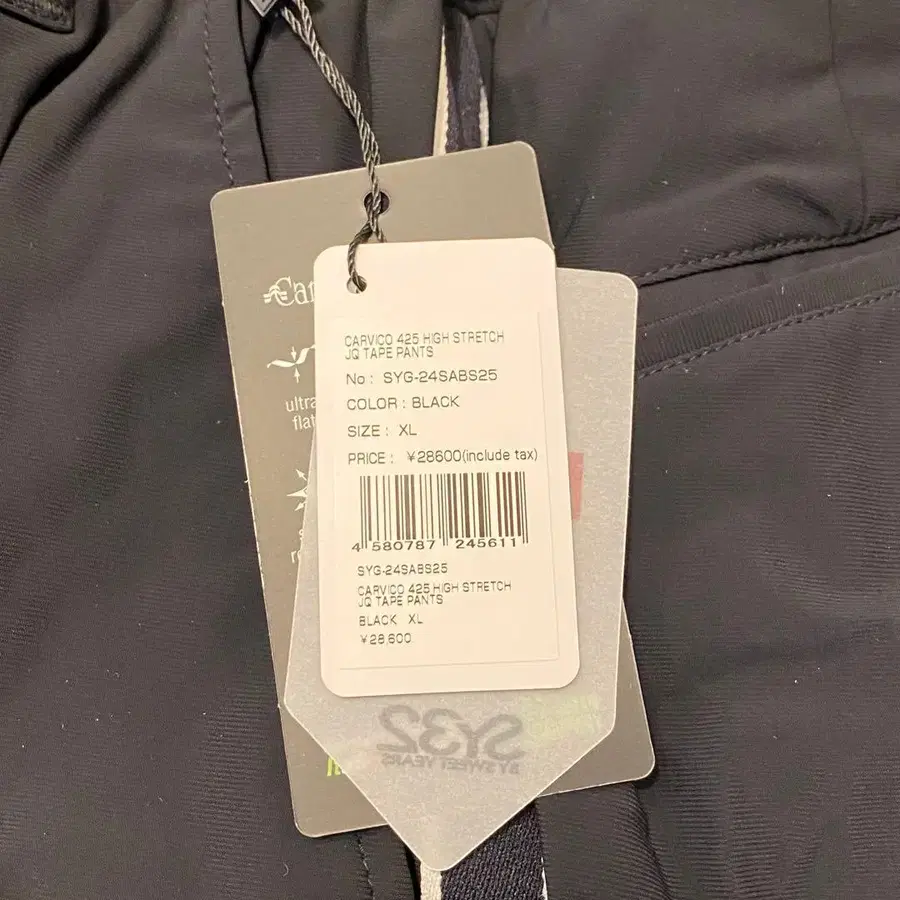 CARVICO 425 HIGH STRETCH
JQ TAPE PANTS
No : SYG-24SABS25
COLOR : BLACK
SIZE : XL
PRICE : ¥28600(include tax)
4 580787 245611
SYG-24SABS25
CARVICO 425 HIGH STRETCH
JQ TAPE PANTS
BLACK XL
¥28,600
SY32
BY SWEET YEARS